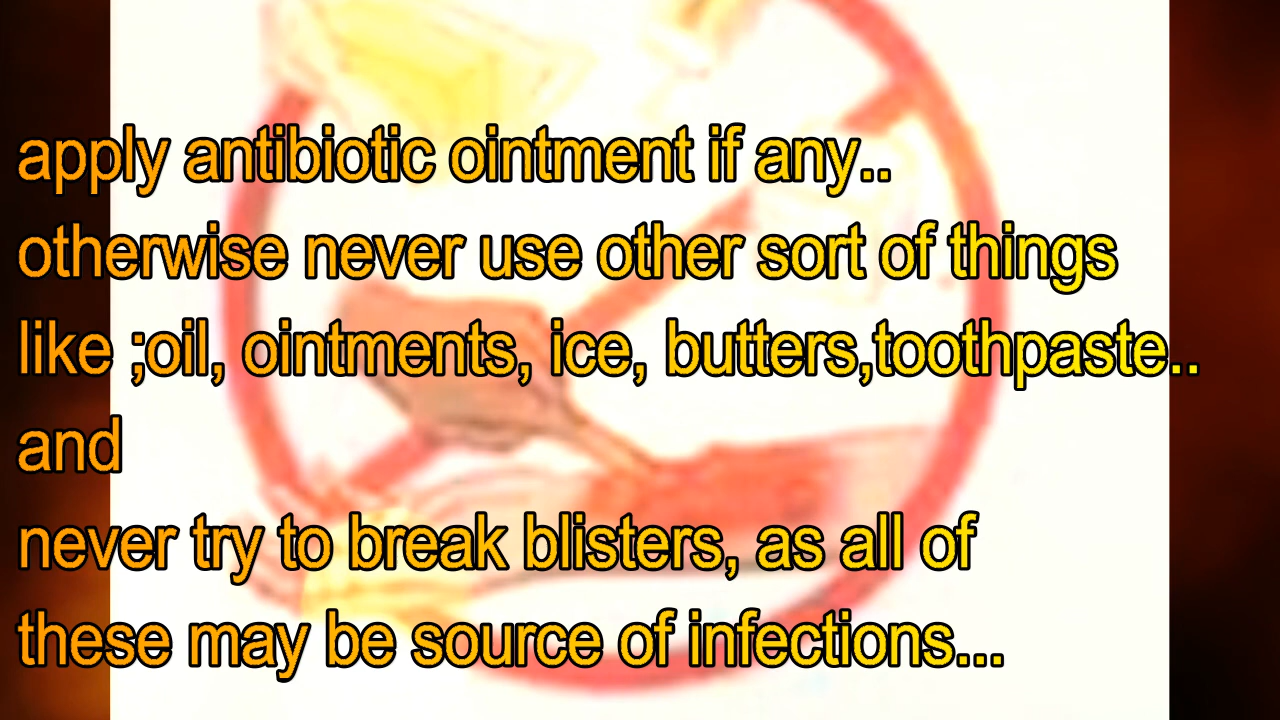 apply antibiotic ointment if any..
otherwise never use other sort of things
like ;oil, ointments, ice, butters,toothpaste..
and
never try to break blisters, as all of
these may be source of infections...